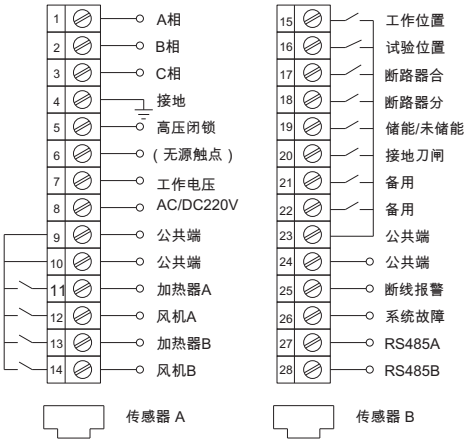 1 A相
2 B相
3 C相
4 接地
5 高压闭锁
6 （无源触点）
7 工作电压
8 AC/DC220V
9 公共端
10 公共端
11 加热器A
12 风机A
13 加热器B
14 风机B
传感器 A
15 工作位置
16 试验位置
17 断路器合
18 断路器分
19 储能/未储能
20 接地刀闸
21 备用
22 备用
23 公共端
24 公共端
25 断线报警
26 系统故障
27 RS485A
28 RS485B
传感器 B